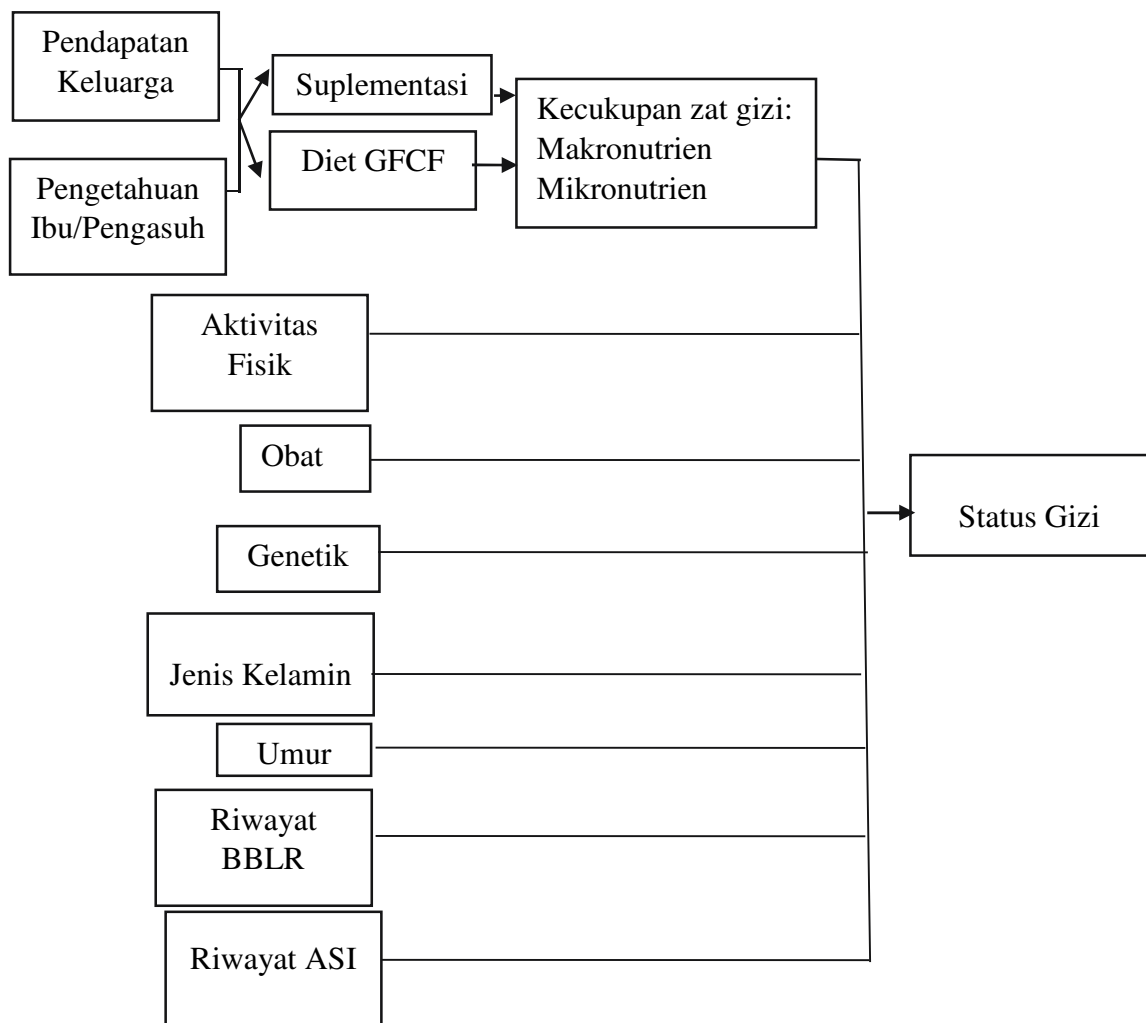 Pendapatan
Keluarga
Suplementasi
Diet GFCF
Kecukupan zat gizi:
Makronutrien
Mikronutrien
Pengetahuan
Ibu/Pengasuh
Aktivitas
Fisik
Obat
Status Gizi
Genetik
Jenis Kelamin
Umur
Riwayat
BBLR
Riwayat ASI